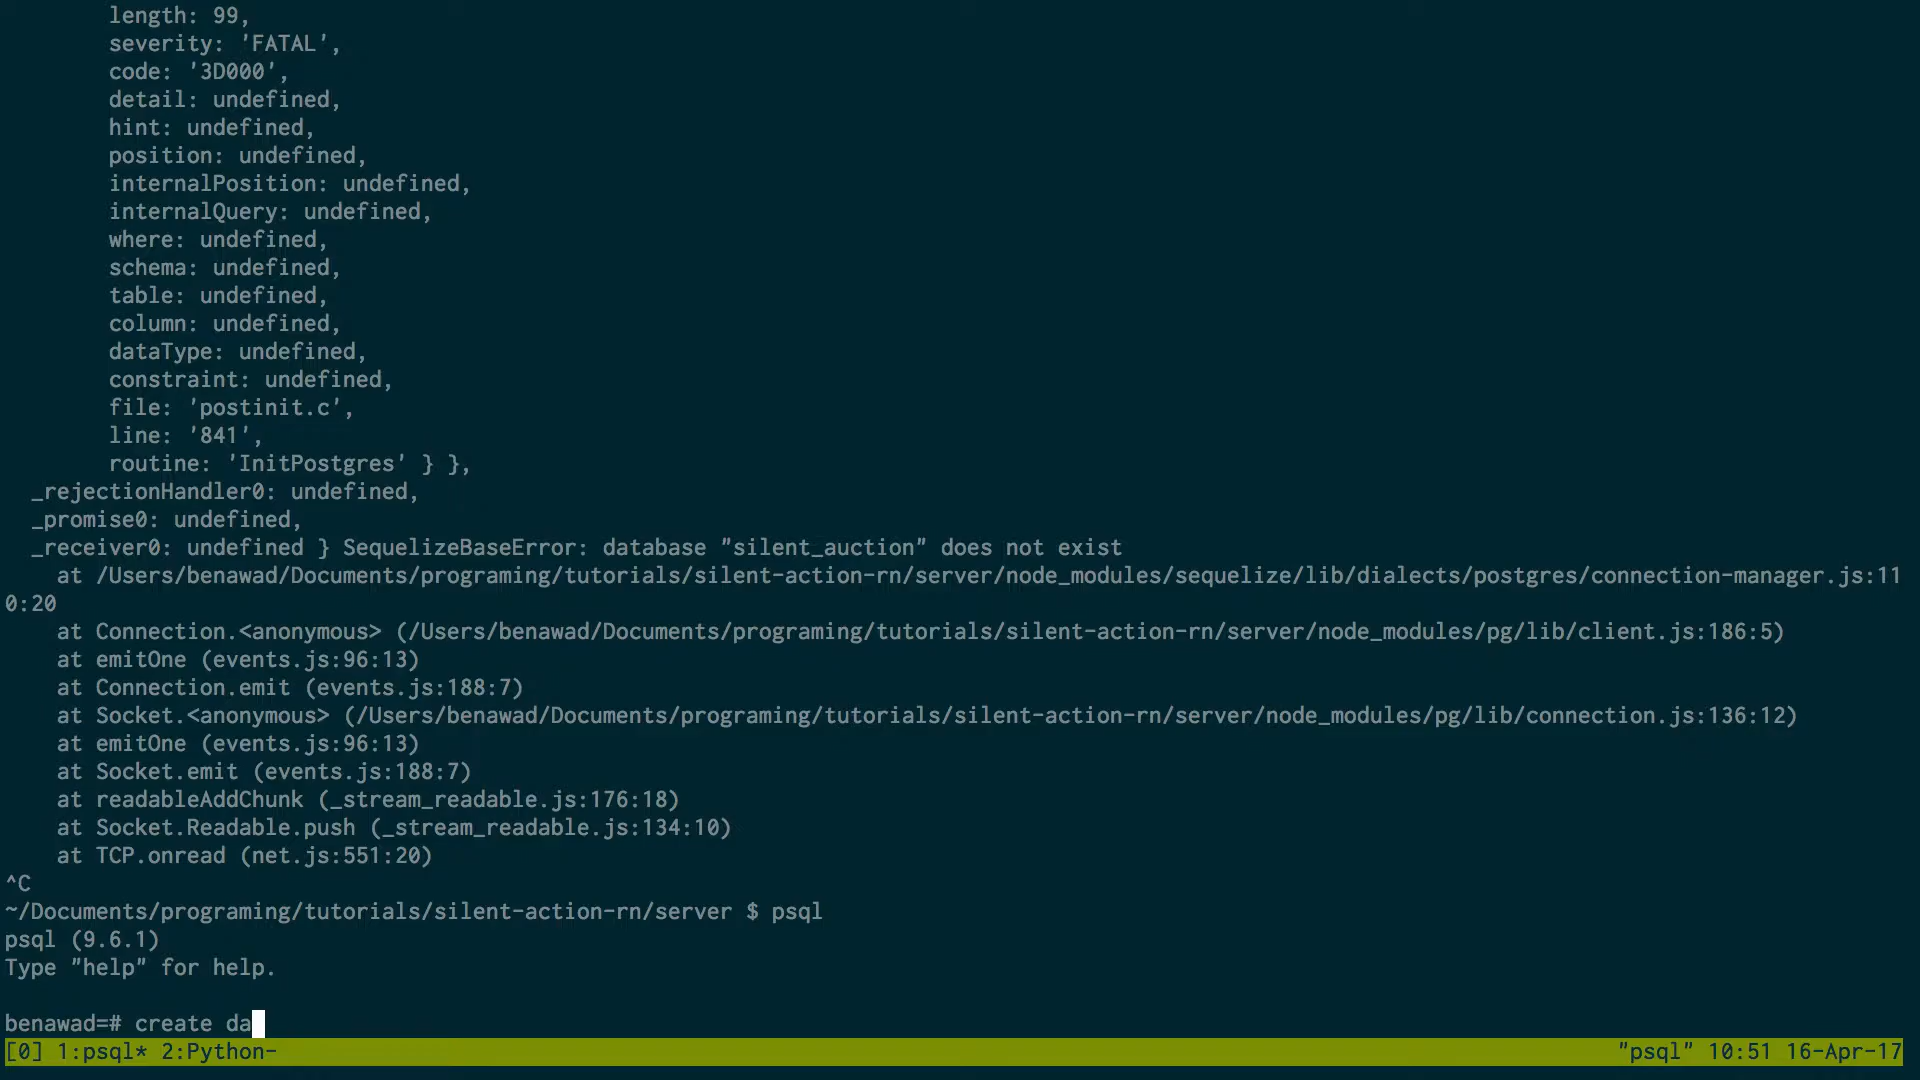 length: 99,
severity: 'FATAL',
code: '3D000',
detail: undefined,
hint: undefined,
position: undefined,
internalPosition: undefined,
internalQuery: undefined,
where: undefined,
schema: undefined,
table: undefined,
column: undefined,
dataType: undefined,
constraint: undefined,
file: 'postinit.c',
line: '841',
routine: 'InitPostgres' } },
_rejectionHandler0: undefined,
_promise0: undefined,
_receiver0: undefined } SequelizeBaseError: database "silent_auction" does not exist
at /Users/benawad/Documents/programing/tutorials/silent-action-rn/server/node_modules/sequelize/lib/dialects/postgres/connection-manager.js:11
0:20
at Connection.<anonymous> (/Users/benawad/Documents/programing/tutorials/silent-action-rn/server/node_modules/pg/lib/client.js:186:5)
at emitOne (events.js:96:13)
at Connection.emit (events.js:188:7)
at Socket.<anonymous> (/Users/benawad/Documents/programing/tutorials/silent-action-rn/server/node_modules/pg/lib/connection.js:136:12)
at emitOne (events.js:96:13)
at Socket.emit (events.js:188:7)
at readableAddChunk (_stream_readable.js:176:18)
at Socket.Readable.push (_stream_readable.js:134:10)
at TCP.onread (net.js:551:20)
^C
~/Documents/programing/tutorials/silent-action-rn/server $ psql
psql (9.6.1)
Type "help" for help.
benawad=# create da
[0] 1:psql* 2:Python- "psql" 10:51 16-Apr-17